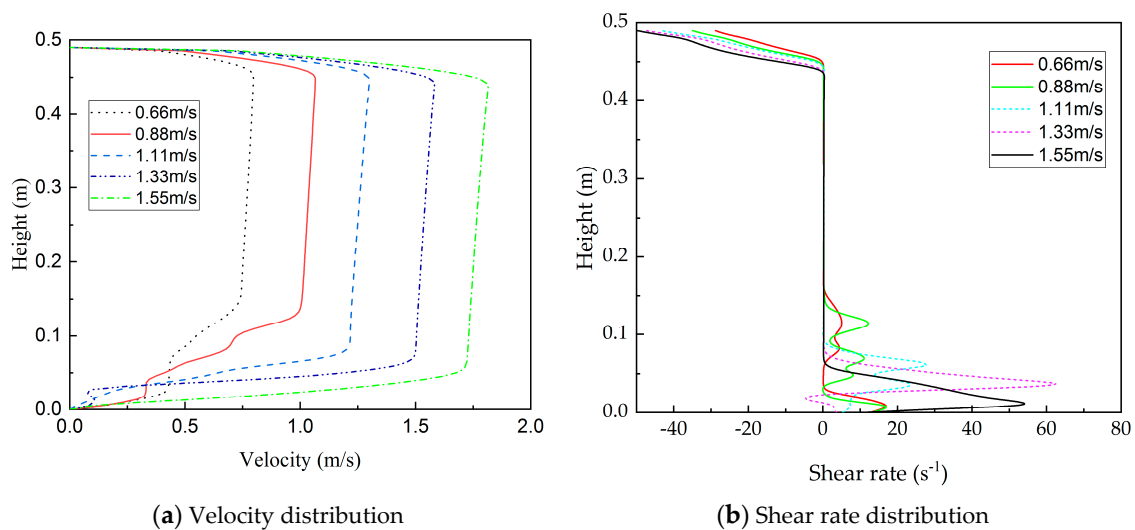 0.5
0.4
0.3
0.2
0.1
0.0
Height (m)
0.66m/s
0.88m/s
1.11m/s
1.33m/s
1.55m/s
0.0 0.5 1.0 1.5 2.0
Velocity (m/s)
(a) Velocity distribution
0.5
0.4
0.3
0.2
0.1
0.0
Height (m)
0.66m/s
0.88m/s
1.11m/s
1.33m/s
1.55m/s
-40 -20 0 20 40 60 80
Shear rate (s⁻¹)
(b) Shear rate distribution